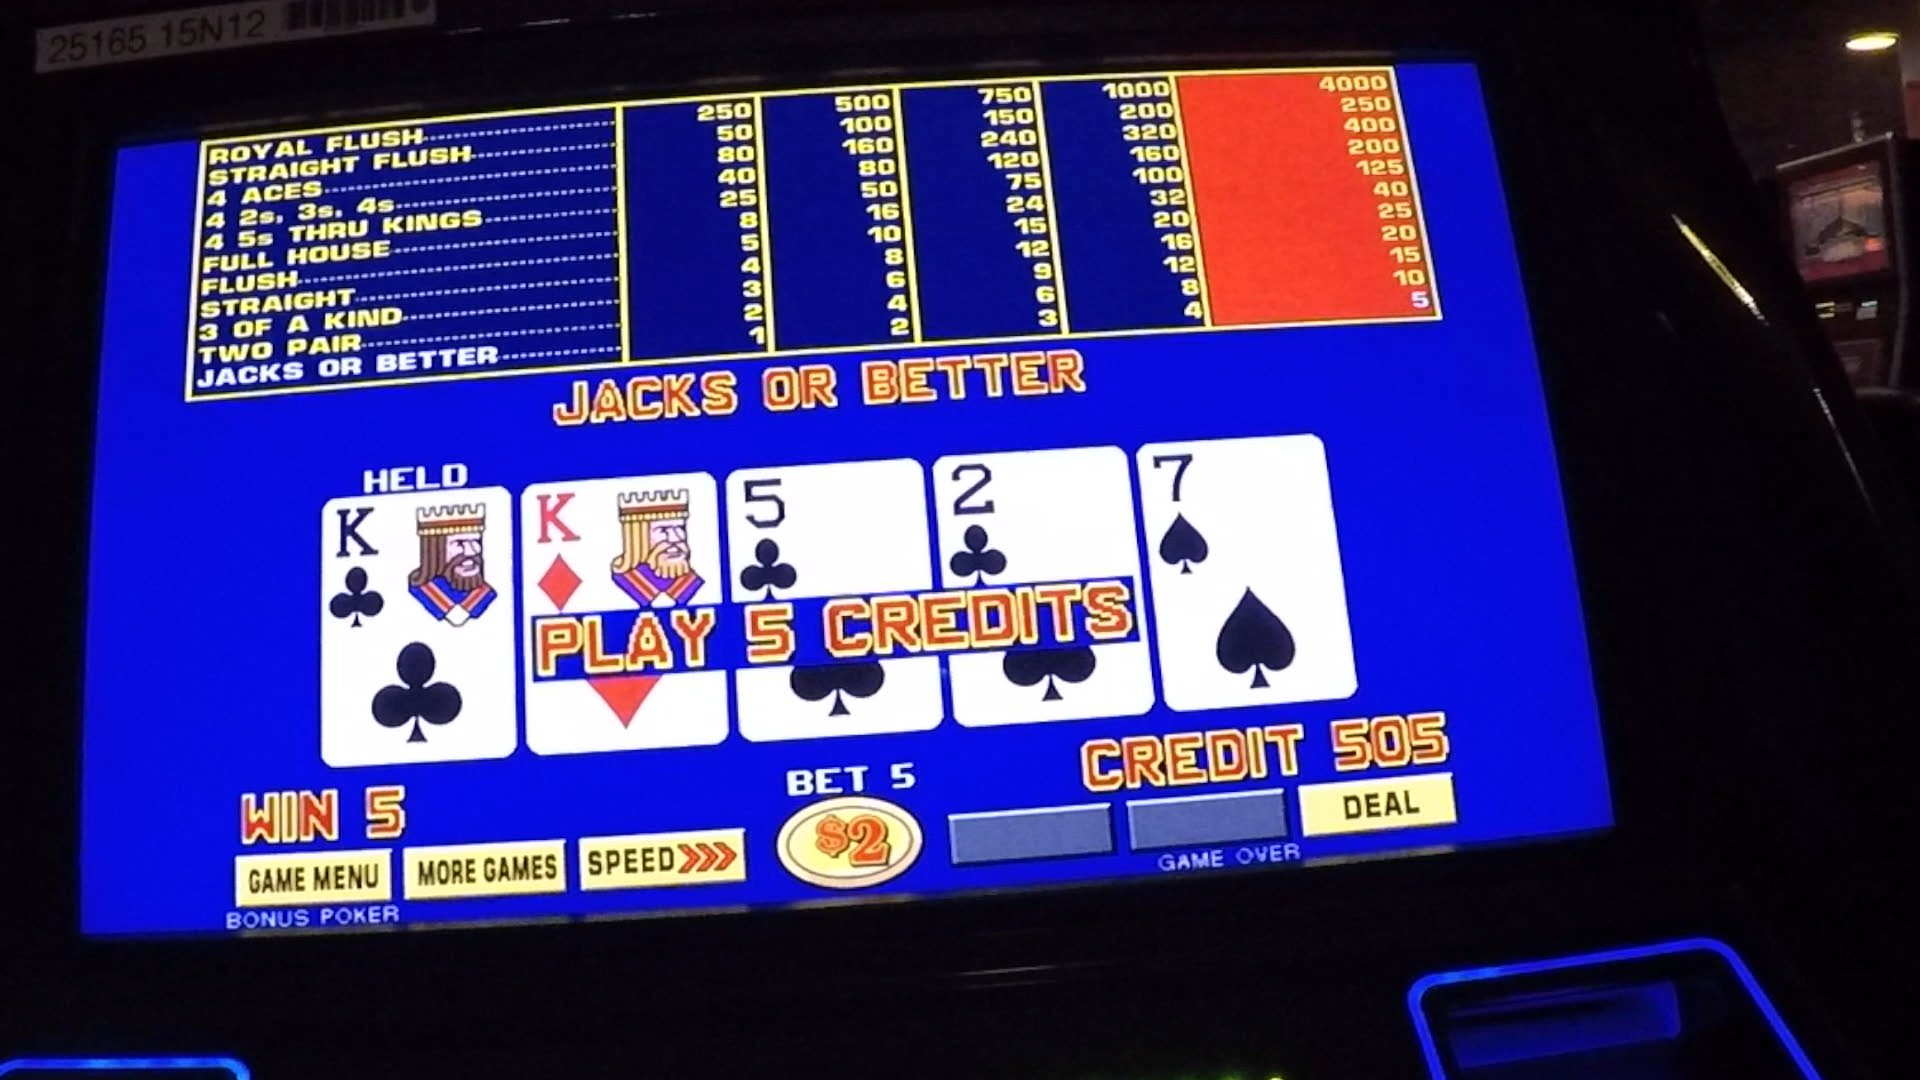 25165 15N12
ROYAL FLUSH 250 500 750 1000 4000
STRAIGHT FLUSH 50 100 150 200 250
4 ACES 80 160 240 320 400
4 2s, 3s, 4s 40 80 120 160 200
4 5s THRU KINGS 25 50 75 100 125
FULL HOUSE 8 16 24 32 40
FLUSH 5 10 15 20 25
STRAIGHT 4 8 12 16 20
3 OF A KIND 3 6 9 12 15
TWO PAIR 2 4 6 8 10
JACKS OR BETTER 1 2 3 4 5
JACKS OR BETTER
HELD
K K 5 2 7
PLAY 5 CREDITS
WIN 5 BET 5 CREDIT 505
GAME MENU MORE GAMES SPEED $2 DEAL
BONUS POKER GAME OVER